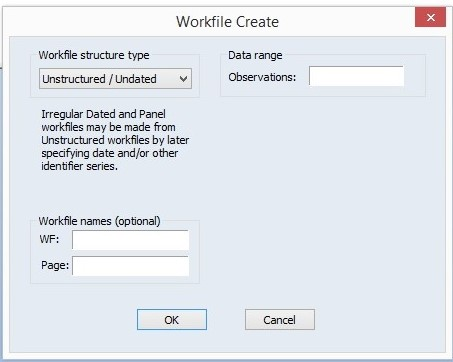 Workfile Create
Workfile structure type
Unstructured / Undated
Data range
Observations:
Irregular Dated and Panel
workfiles may be made from
Unstructured workfiles by later
specifying date and/or other
identifier series.
Workfile names (optional)
WF:
Page:
OK
Cancel